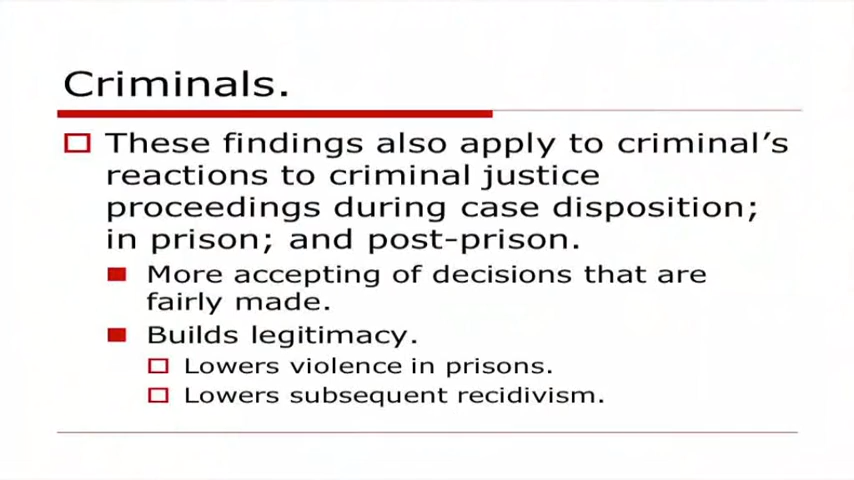 Criminals.
These findings also apply to criminal's
reactions to criminal justice
proceedings during case disposition;
in prison; and post-prison.
More accepting of decisions that are
fairly made.
Builds legitimacy.
Lowers violence in prisons.
Lowers subsequent recidivism.